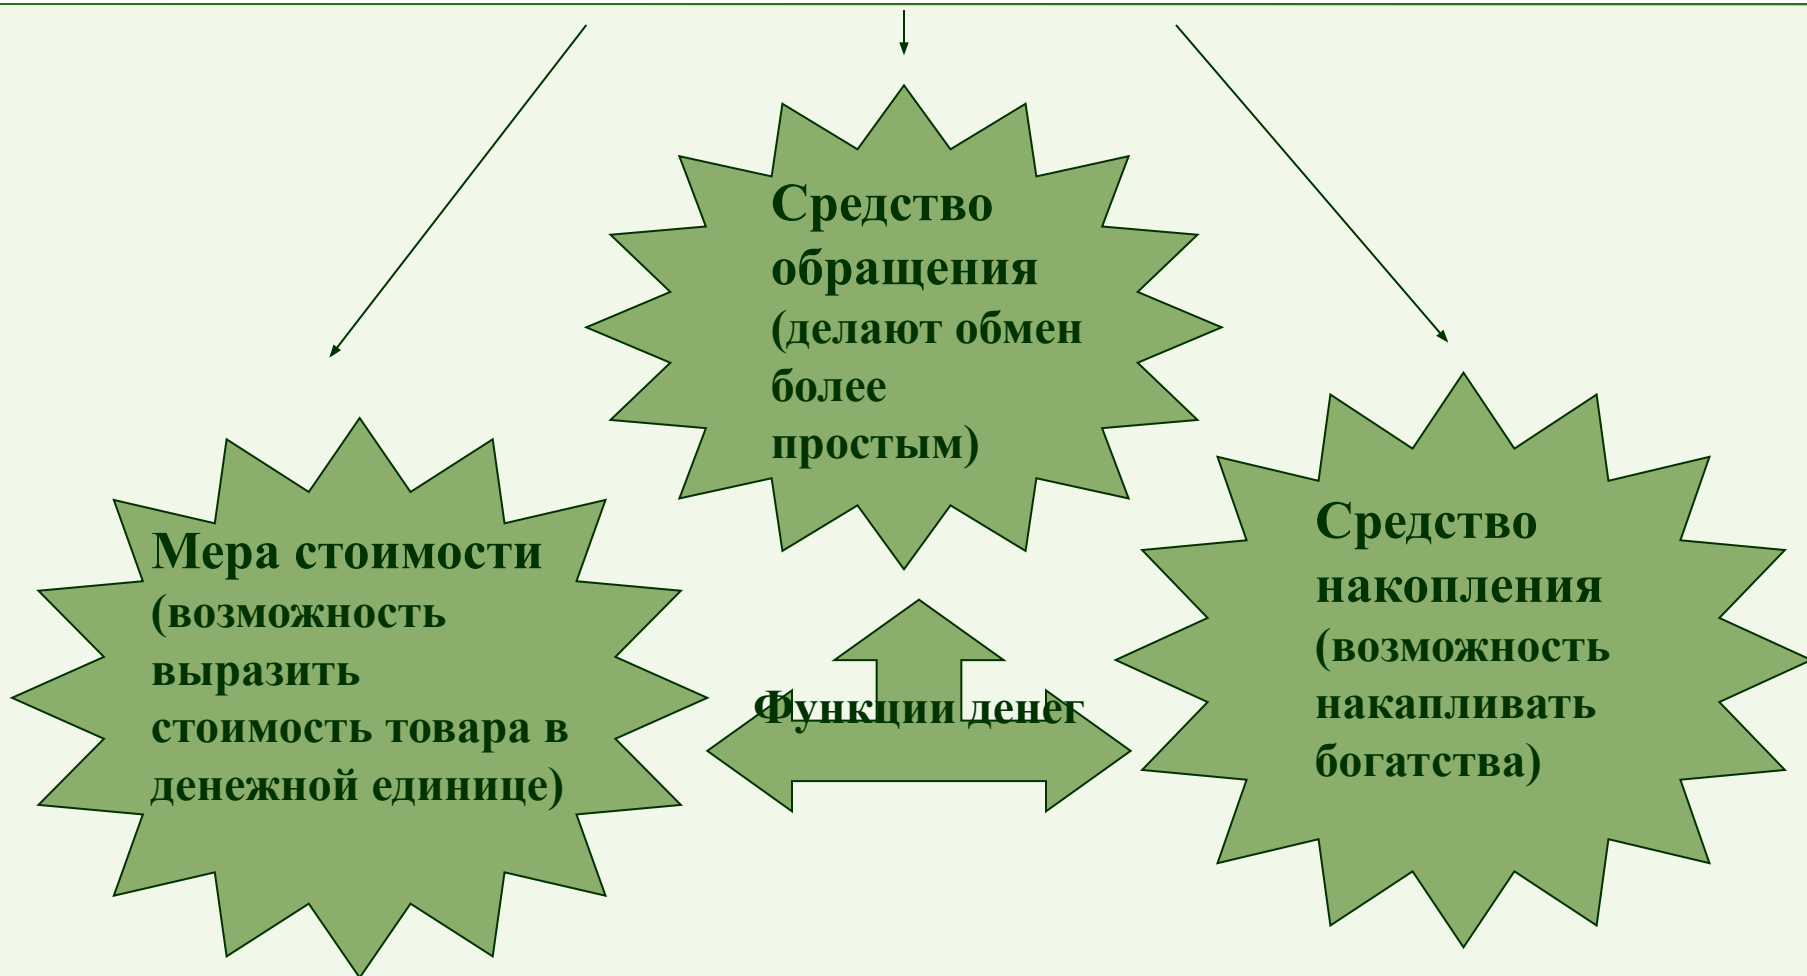 Средство
обращения
(делают обмен
более
простым)
Мера стоимости
(возможность
выразить
стоимость товара в
денежной единице)
Средство
накопления
(возможность
накапливать
богатства)
Функции денег